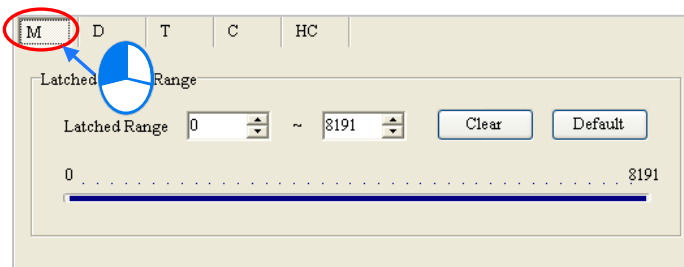 M D T C HC
Latched Range
Latched Range 0 ~ 8191 Clear Default
0 8191